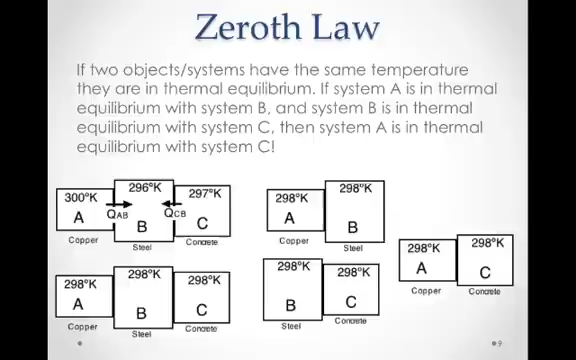 Zeroth Law
If two objects/systems have the same temperature
they are in thermal equilibrium. If system A is in thermal
equilibrium with system B, and system B is in thermal
equilibrium with system C, then system A is in thermal
equilibrium with system C!
300°K
A
QAB
Copper
296°K
B
Steel
QCB
297°K
C
Concrete
298°K
A
Copper
298°K
B
Steel
298°K
A
Copper
298°K
B
Steel
298°K
C
Concrete
298°K
B
Steel
298°K
C
Concrete
298°K
A
Copper
298°K
C
Concrete
9